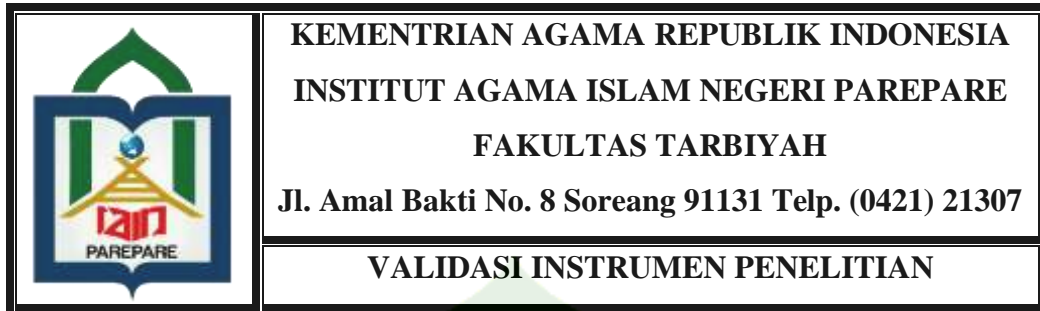 KEMENTRIAN AGAMA REPUBLIK INDONESIA
INSTITUT AGAMA ISLAM NEGERI PAREPARE
FAKULTAS TARBIYAH
Jl. Amal Bakti No. 8 Soreang 91131 Telp. (0421) 21307
VALIDASI INSTRUMEN PENELITIAN
iain
PAREPARE